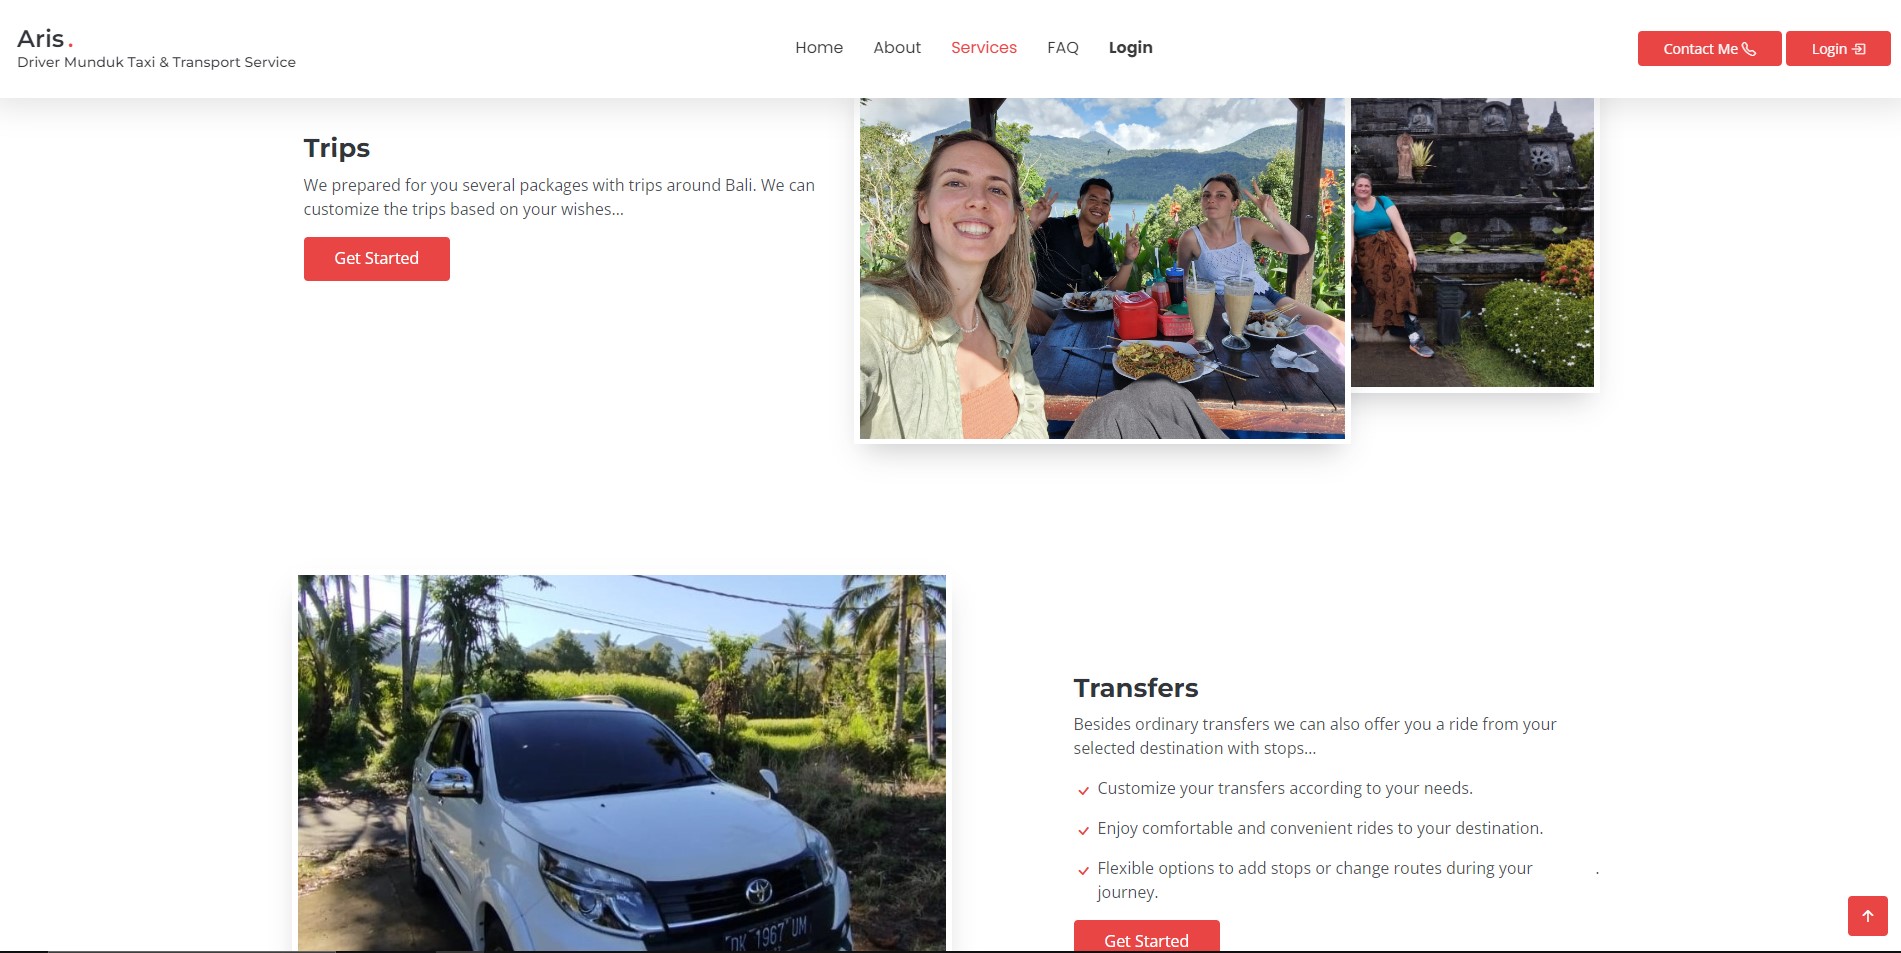 Aris.
Driver Munduk Taxi & Transport Service
Home About Services FAQ Login
Contact Me
Login
Trips
We prepared for you several packages with trips around Bali. We can
customize the trips based on your wishes...
Get Started
Transfers
Besides ordinary transfers we can also offer you a ride from your
selected destination with stops...
Customize your transfers according to your needs.
Enjoy comfortable and convenient rides to your destination.
Flexible options to add stops or change routes during your
journey.
.
Get Started
DK 1967 UM